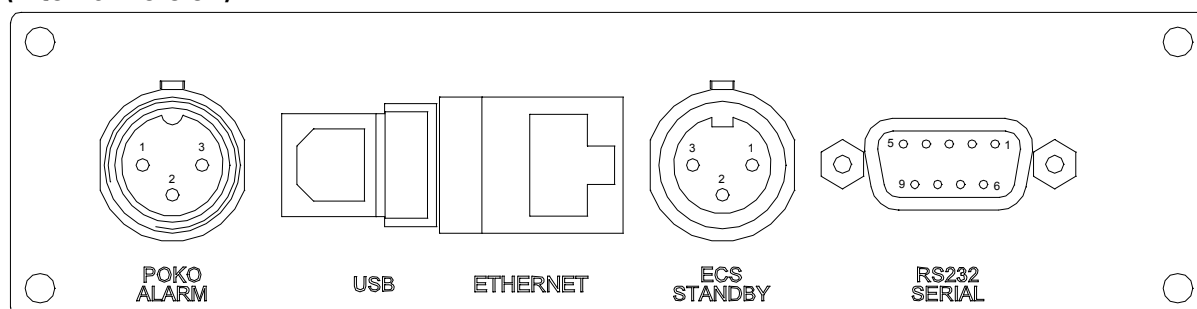 1 3
2
3 1
2
5 1
9 6
POKO
ALARM
USB
ETHERNET
ECS
STANDBY
RS232
SERIAL